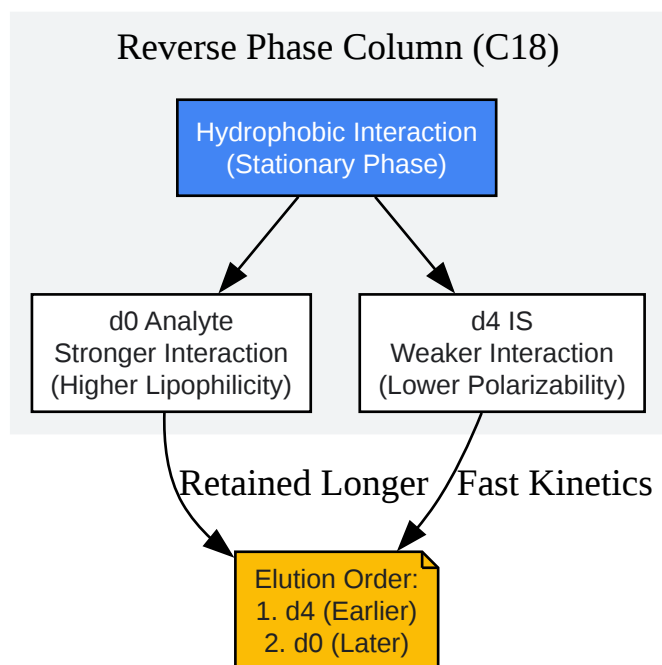 Reverse Phase Column (C18)
Hydrophobic Interaction
(Stationary Phase)
d0 Analyte
Stronger Interaction
(Higher Lipophilicity)
d4 IS
Weaker Interaction
(Lower Polarizability)
Retained Longer
Fast Kinetics
Elution Order:
1. d4 (Earlier)
2. d0 (Later)